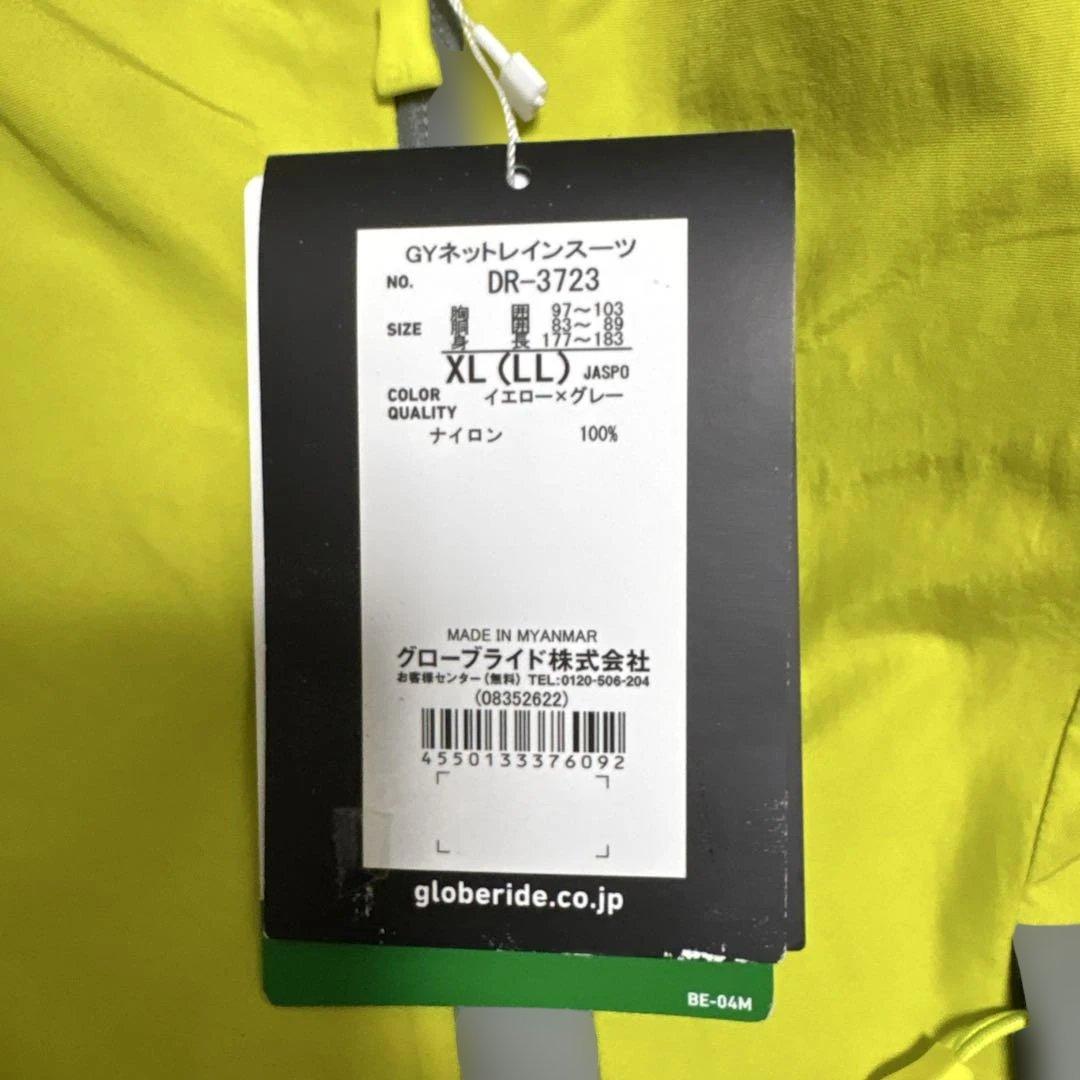 GYネットレインスーツ
NO. DR-3723
SIZE 胸 囲 97〜103
胴 囲 83〜 89
身 長 177〜183
XL(LL) JASPO
COLOR イエロー×グレー
QUALITY
ナイロン 100%
MADE IN MYANMAR
グローブライド株式会社
お客様センター(無料) TEL:0120-506-204
(08352622)
4550133376092
globeride.co.jp
BE-04M